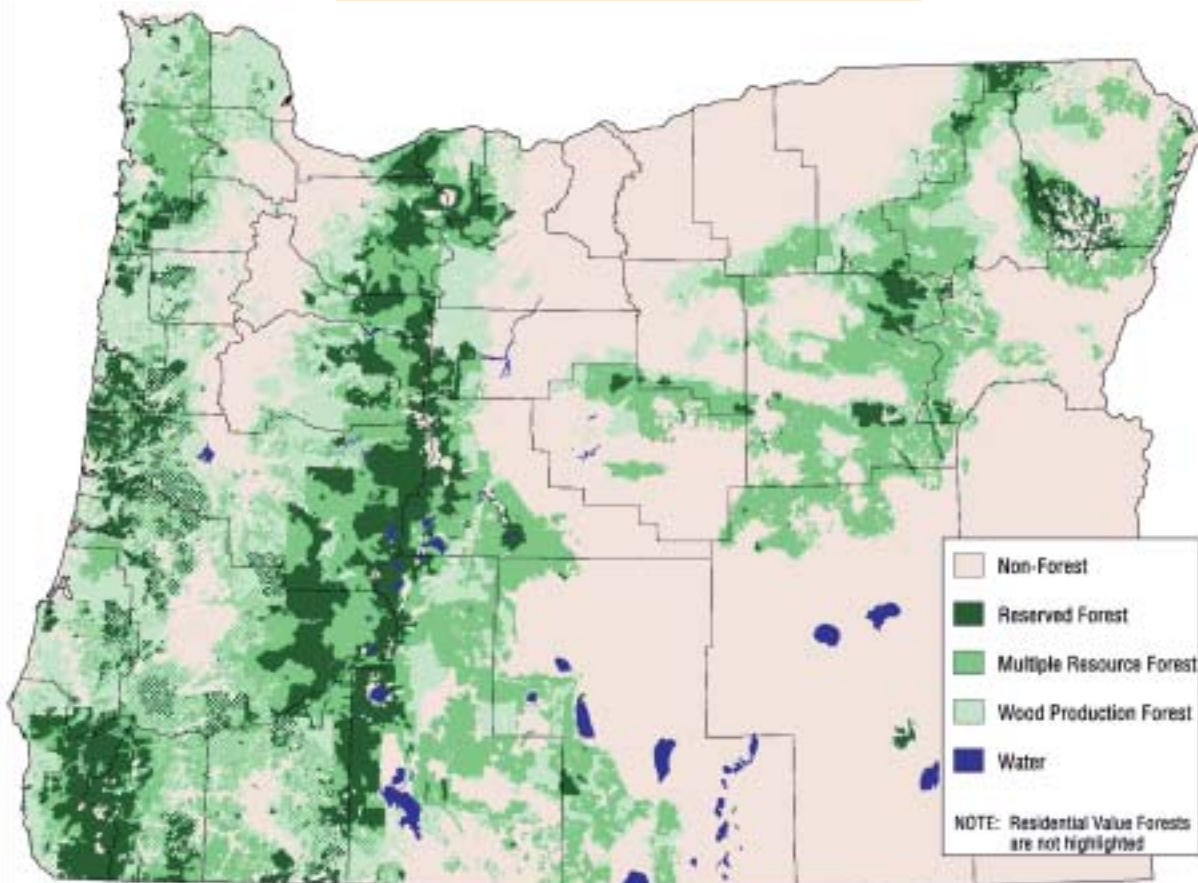 Non-Forest
Reserved Forest
Multiple Resource Forest
Wood Production Forest
Water
NOTE: Residential Value Forests
are not highlighted